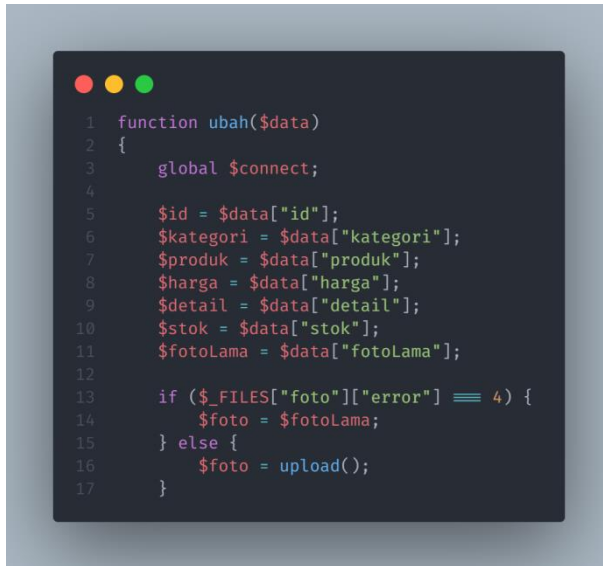 1 function ubah($data)
2 {
3     global $connect;
4
5     $id = $data["id"];
6     $kategori = $data["kategori"];
7     $produk = $data["produk"];
8     $harga = $data["harga"];
9     $detail = $data["detail"];
10     $stok = $data["stok"];
11     $fotoLama = $data["fotoLama"];
12
13     if ($_FILES["foto"]["error"] === 4) {
14         $foto = $fotoLama;
15     } else {
16         $foto = upload();
17     }